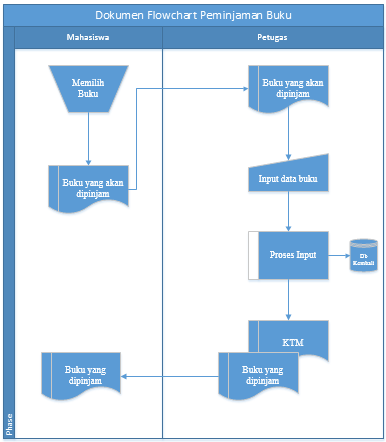 Dokumen Flowchart Peminjaman Buku
Mahasiswa
Petugas
Memilih
Buku
Buku yang akan
dipinjam
Buku yang akan
dipinjam
Input data buku
Proses Input
Db
Kembali
KTM
Buku yang
dipinjam
Buku yang
dipinjam
Phase